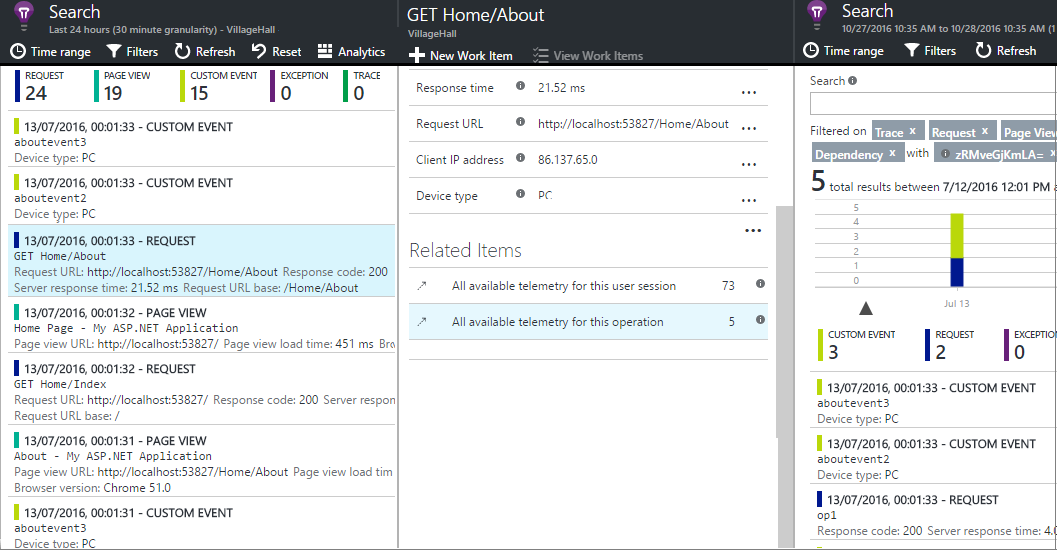 Search
Last 24 hours (30 minute granularity) - VillageHall
Time range Filters Refresh Reset Analytics
REQUEST PAGE VIEW CUSTOM EVENT EXCEPTION TRACE
24 19 15 0 0
13/07/2016, 00:01:33 - CUSTOM EVENT
aboutevent3
Device type: PC
13/07/2016, 00:01:33 - CUSTOM EVENT
aboutevent2
Device type: PC
13/07/2016, 00:01:33 - REQUEST
GET Home/About
Request URL: http://localhost:53827/Home/About Response code: 200
Server response time: 21.52 ms Request URL base: /Home/About
13/07/2016, 00:01:32 - PAGE VIEW
Home Page - My ASP.NET Application
Page view URL: http://localhost:53827/ Page view load time: 451 ms Bro
13/07/2016, 00:01:32 - REQUEST
GET Home/Index
Request URL: http://localhost:53827/ Response code: 200 Server respon
Request URL base: /
13/07/2016, 00:01:31 - PAGE VIEW
About - My ASP.NET Application
Page view URL: http://localhost:53827/Home/About Page view load tim
Browser version: Chrome 51.0
13/07/2016, 00:01:31 - CUSTOM EVENT
aboutevent3
Device type: PC
GET Home/About
VillageHall
New Work Item View Work Items
Response time 21.52 ms ...
Request URL http://localhost:53827/Home/About ...
Client IP address 86.137.65.0 ...
Device type PC ...
...
Related Items
All available telemetry for this user session 73
All available telemetry for this operation 5
Search
10/27/2016 10:35 AM to 10/28/2016 10:35 AM (1
Time range Filters Refresh
Search
Filtered on Trace x Request x Page View
Dependency x with zRMveGjKmLA= x
5 total results between 7/12/2016 12:01 PM a
5
4
3
2
1
0
Jul 13
CUSTOM EVENT REQUEST EXCEPTION
3 2 0
13/07/2016, 00:01:33 - CUSTOM EVENT
aboutevent3
Device type: PC
13/07/2016, 00:01:33 - CUSTOM EVENT
aboutevent2
Device type: PC
13/07/2016, 00:01:33 - REQUEST
op1
Response code: 200 Server response time: 4.0